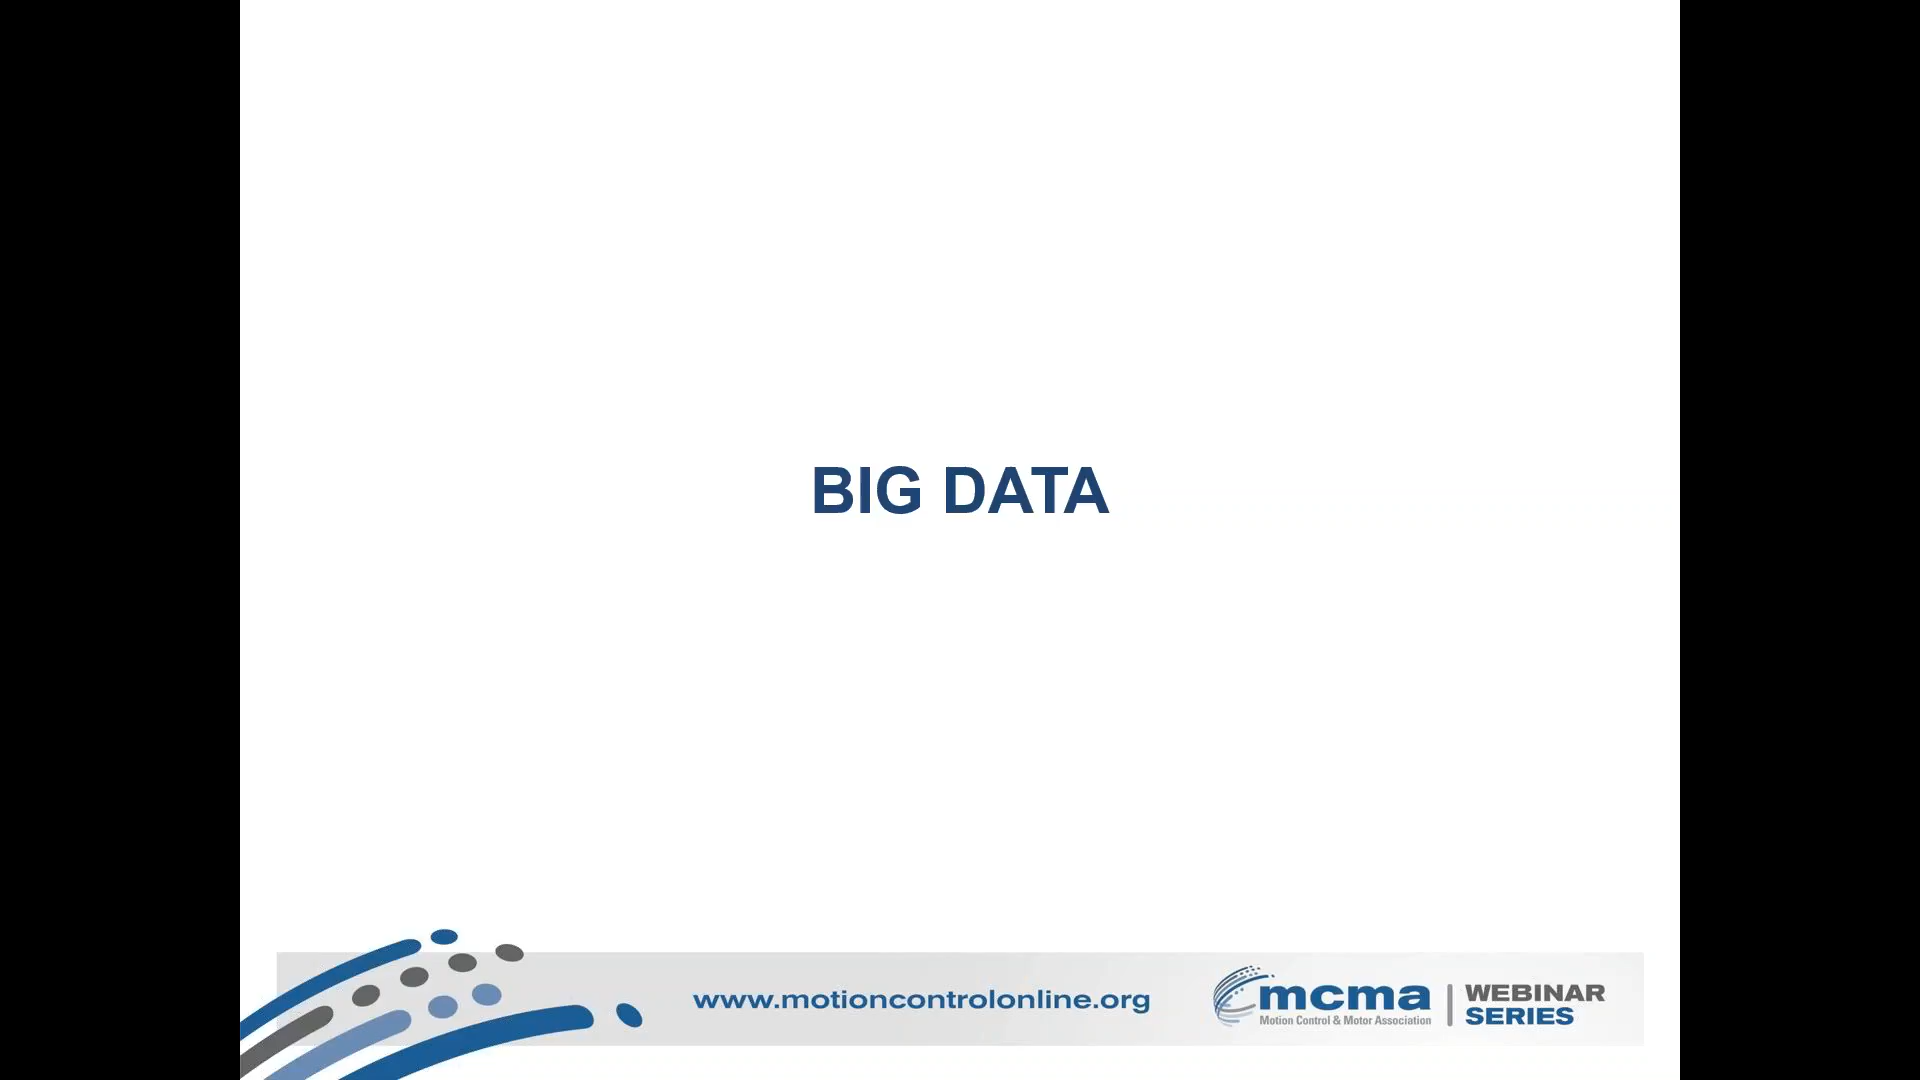 BIG DATA
www.motioncontrolonline.org
mcma
Motion Control & Motor Association
WEBINAR
SERIES